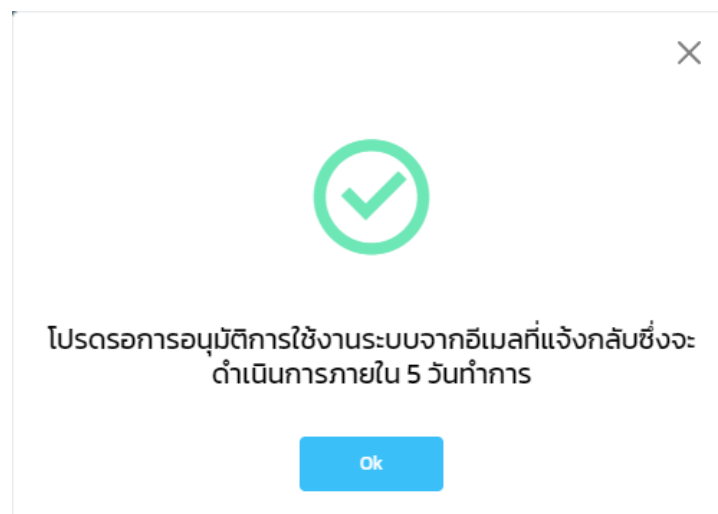 โปรดรอการอนุมัติการใช้งานระบบจากอีเมลที่แจ้งกลับซึ่งจะ
ดำเนินการภายใน 5 วันทำการ
Ok